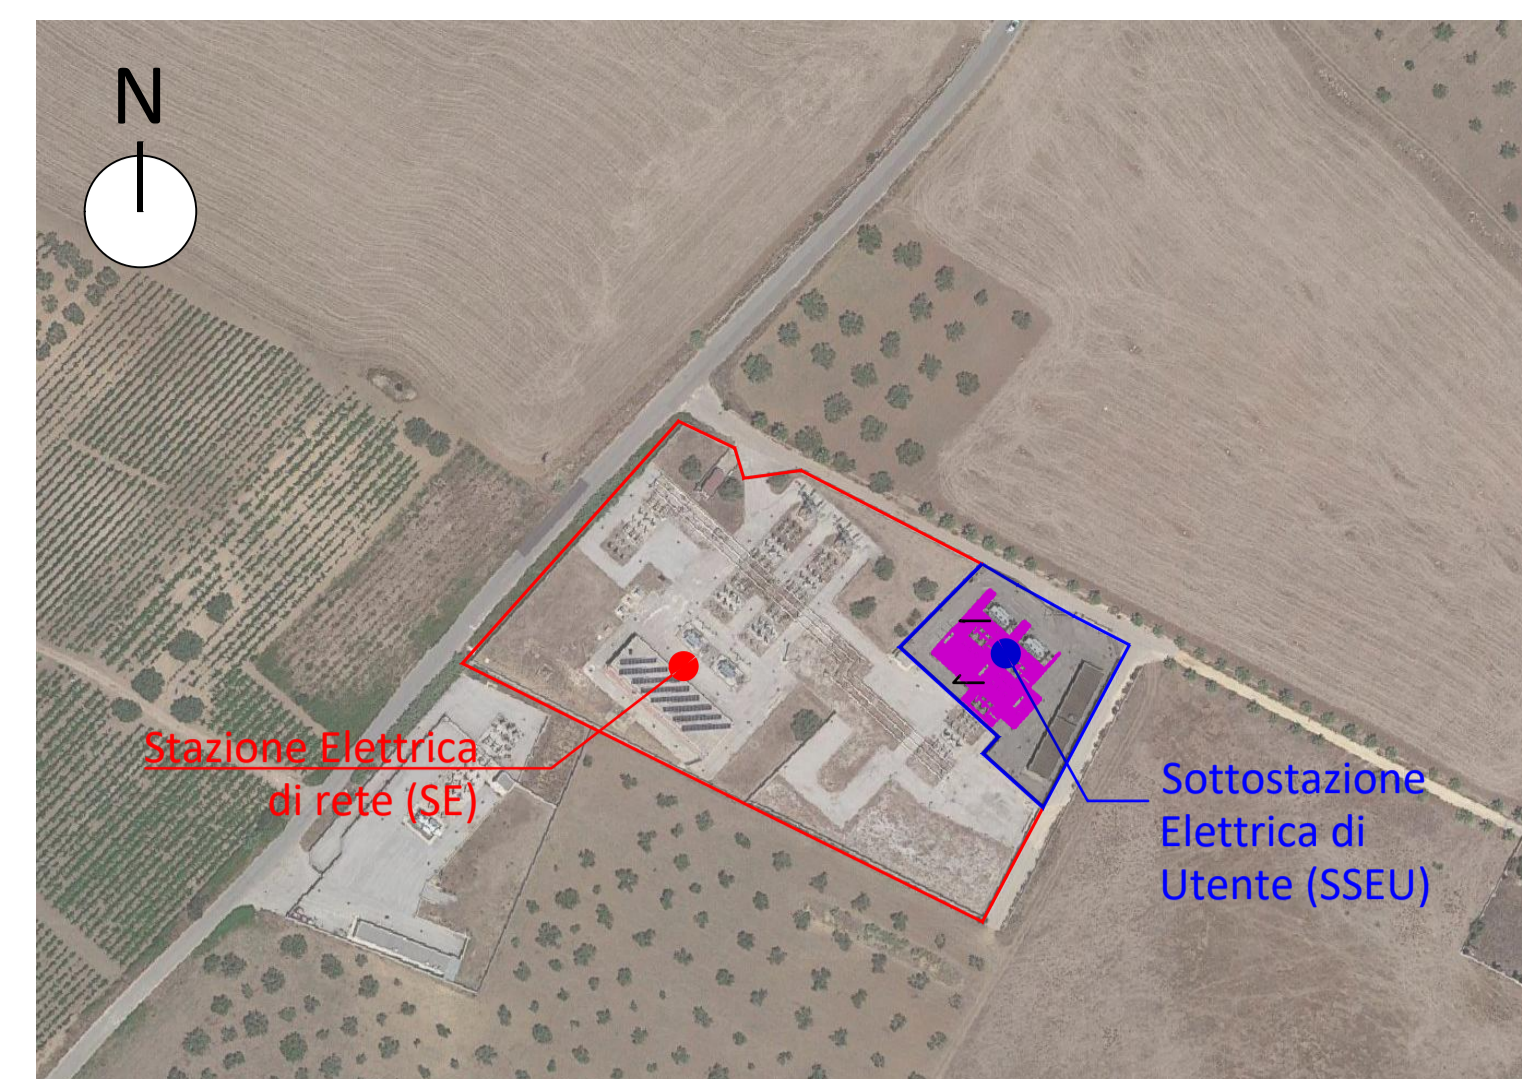 N
Stazione Elettrica
di rete (SE)
Sottostazione
Elettrica di
Utente (SSEU)